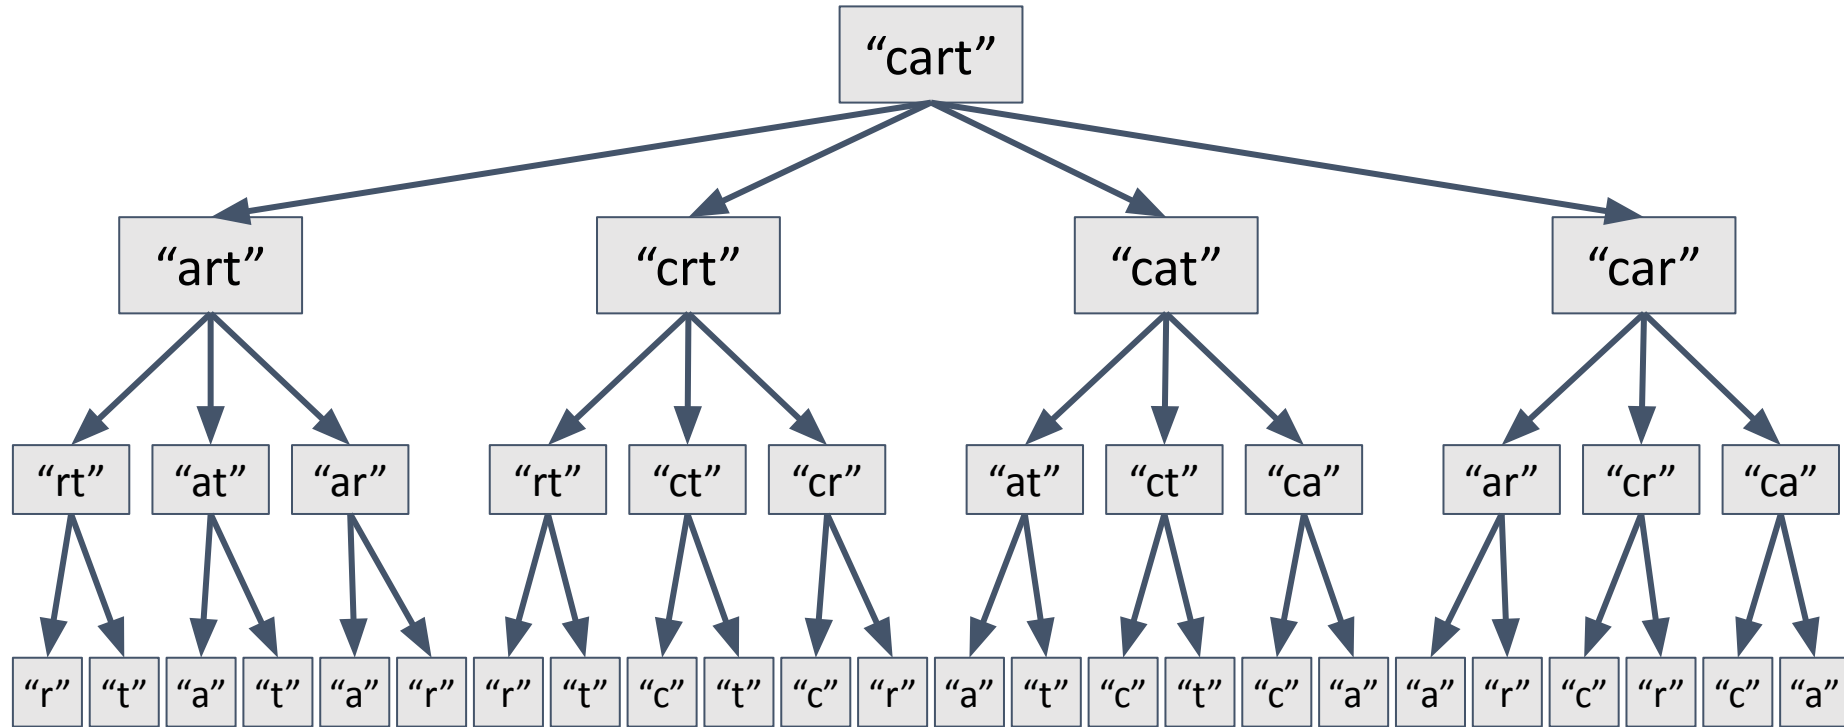 “cart”
“art” “crt” “cat” “car”
“rt” “at” “ar” “rt” “ct” “cr” “at” “ct” “ca” “ar” “cr” “ca”
“r” “t” “a” “t” “a” “r” “r” “t” “c” “t” “c” “r” “a” “t” “c” “t” “c” “a” “a” “r” “c” “r” “c” “a”